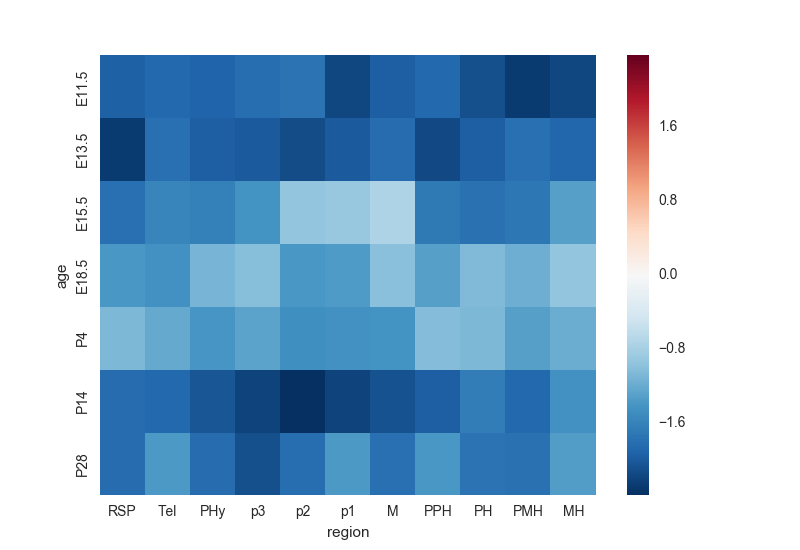 age
E11.5
E13.5
E15.5
E18.5
P4
P14
P28
RSP Tel PHy p3 p2 p1 M PPH PH PMH MH
region
1.6
0.8
0.0
−0.8
−1.6